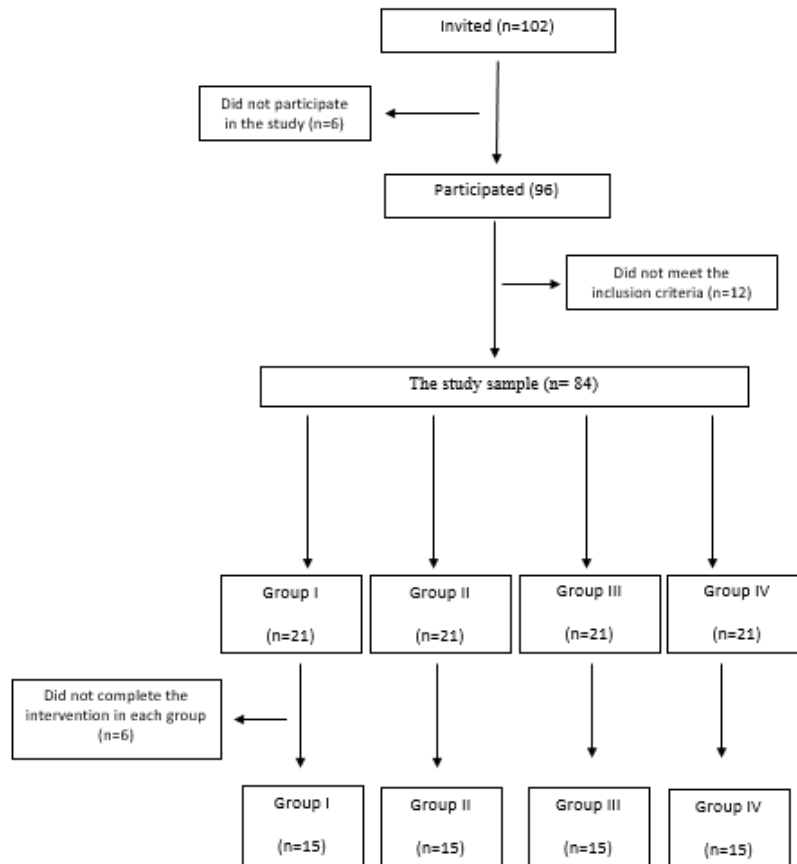 Invited (n=102)
Did not participate
in the study (n=6)
Participated (96)
Did not meet the
inclusion criteria (n=12)
The study sample (n= 84)
Group I
(n=21)
Group II
(n=21)
Group III
(n=21)
Group IV
(n=21)
Did not complete the
intervention in each group
(n=6)
Group I
(n=15)
Group II
(n=15)
Group III
(n=15)
Group IV
(n=15)